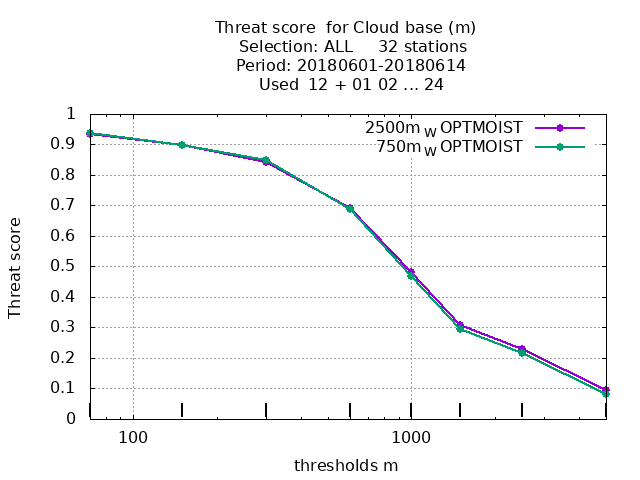 Threat score  for Cloud base (m)
Selection: ALL     32 stations
Period: 20180601-20180614
Used  12 + 01 02 ... 24
2500m W OPTMOIST
750m W OPTMOIST
1
0.9
0.8
0.7
0.6
0.5
0.4
0.3
0.2
0.1
0
Threat score
100
1000
thresholds m